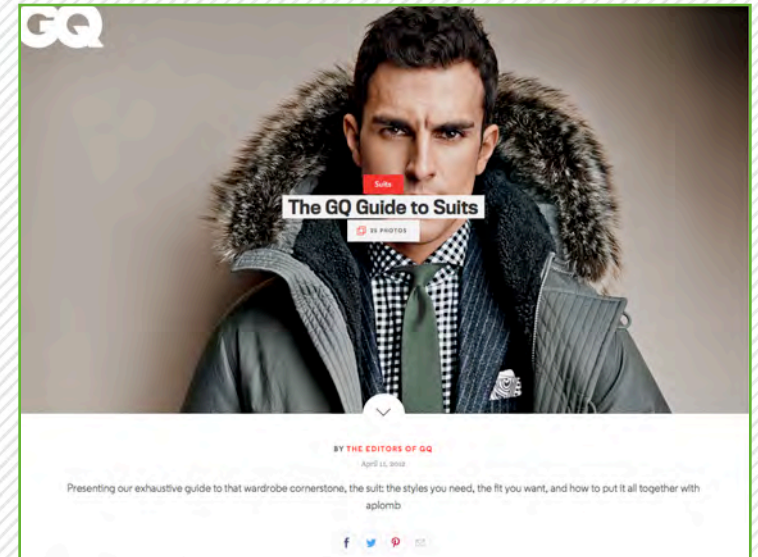 GQ
Suits
The GQ Guide to Suits
35 PHOTOS
BY THE EDITORS OF GQ
April 11, 2012
Presenting our exhaustive guide to that wardrobe cornerstone, the suit: the styles you need, the fit you want, and how to put it all together with
aplomb